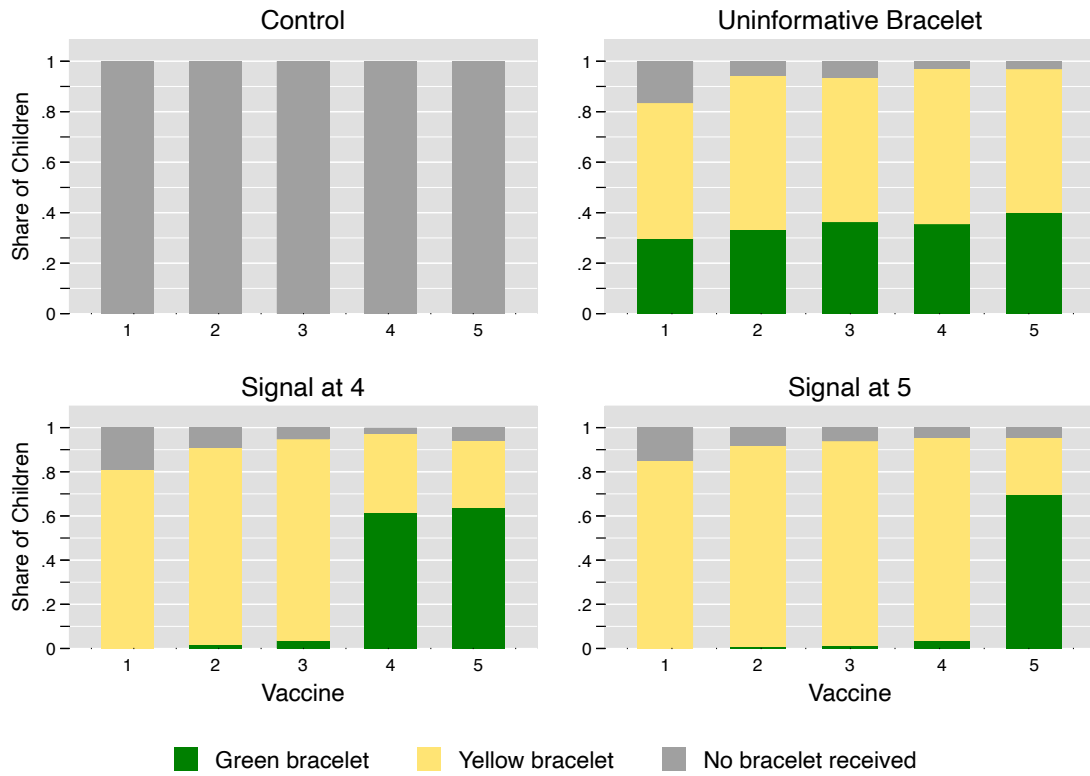 Control
Uninformative Bracelet
Share of Children
1
.8
.6
.4
.2
0
1 2 3 4 5
1
.8
.6
.4
.2
0
1 2 3 4 5
Signal at 4
Signal at 5
Share of Children
1
.8
.6
.4
.2
0
1 2 3 4 5
Vaccine
1
.8
.6
.4
.2
0
1 2 3 4 5
Vaccine
Green bracelet Yellow bracelet No bracelet received